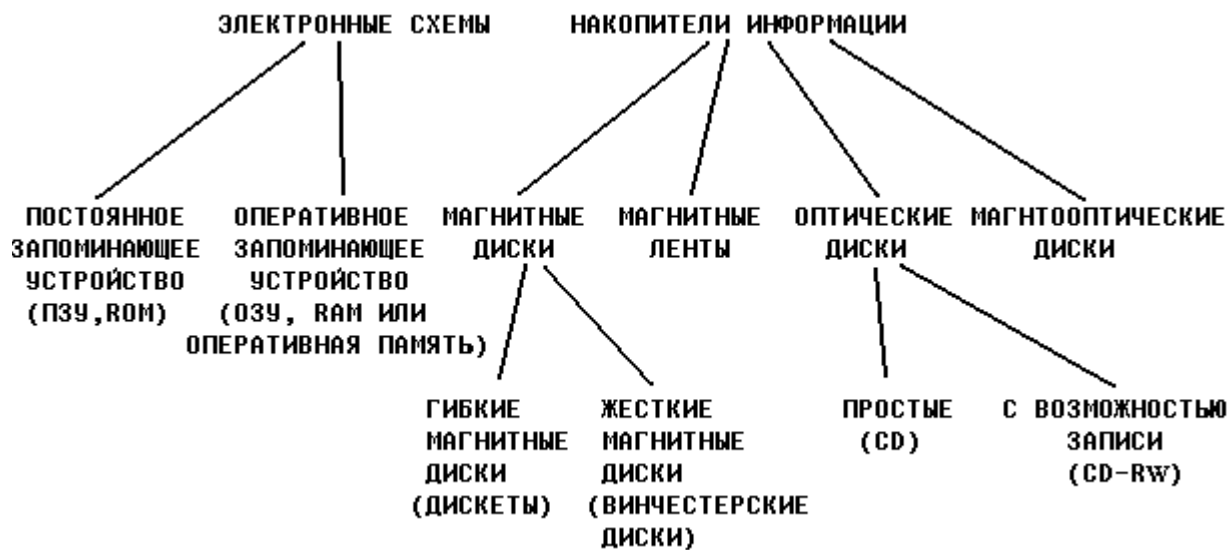 ЭЛЕКТРОННЫЕ СХЕМЫ
НАКОПИТЕЛИ ИНФОРМАЦИИ
ПОСТОЯННОЕ
ЗАПОМИНАЮЩЕЕ
УСТРОЙСТВО
(ПЗУ,ROM)
ОПЕРАТИВНОЕ
ЗАПОМИНАЮЩЕЕ
УСТРОЙСТВО
(ОЗУ, RAM ИЛИ
ОПЕРАТИВНАЯ ПАМЯТЬ)
МАГНИТНЫЕ
ДИСКИ
МАГНИТНЫЕ
ЛЕНТЫ
ОПТИЧЕСКИЕ
ДИСКИ
МАГНТООПТИЧЕСКИЕ
ДИСКИ
ГИБКИЕ
МАГНИТНЫЕ
ДИСКИ
(ДИСКЕТЫ)
ЖЕСТКИЕ
МАГНИТНЫЕ
ДИСКИ
(ВИНЧЕСТЕРСКИЕ
ДИСКИ)
ПРОСТЫЕ
(CD)
С ВОЗМОЖНОСТЬЮ
ЗАПИСИ
(CD-RW)